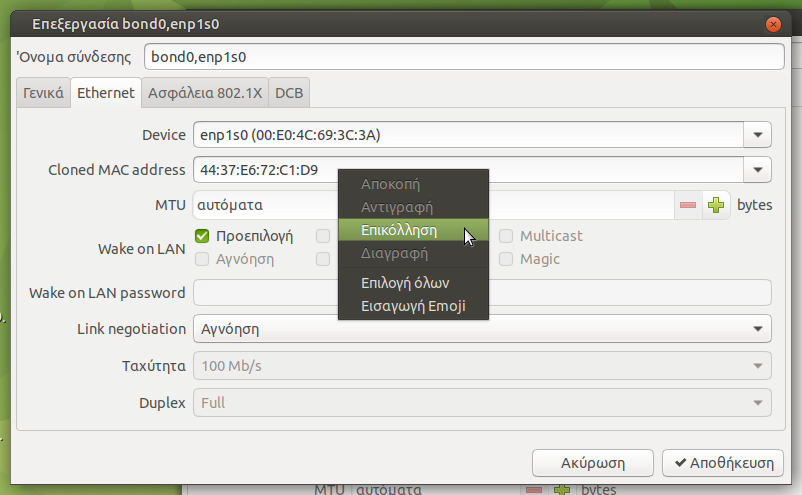 Επεξεργασία bond0,enp1s0
Όνομα σύνδεσης bond0,enp1s0
Γενικά Ethernet Ασφάλεια 802.1X DCB
Device enp1s0 (00:E0:4C:69:3C:3A)
Cloned MAC address 44:37:E6:72:C1:D9
Αποκοπή
MTU αυτόματα bytes
Αντιγραφή
Επικόλληση
Wake on LAN Προεπιλογή Multicast
Αγνόηση Magic
Διαγραφή
Επιλογή όλων
Wake on LAN password
Εισαγωγή Emoji
Link negotiation Αγνόηση
Ταχύτητα 100 Mb/s
Duplex Full
Ακύρωση Αποθήκευση
MTU αυτόματα bytes